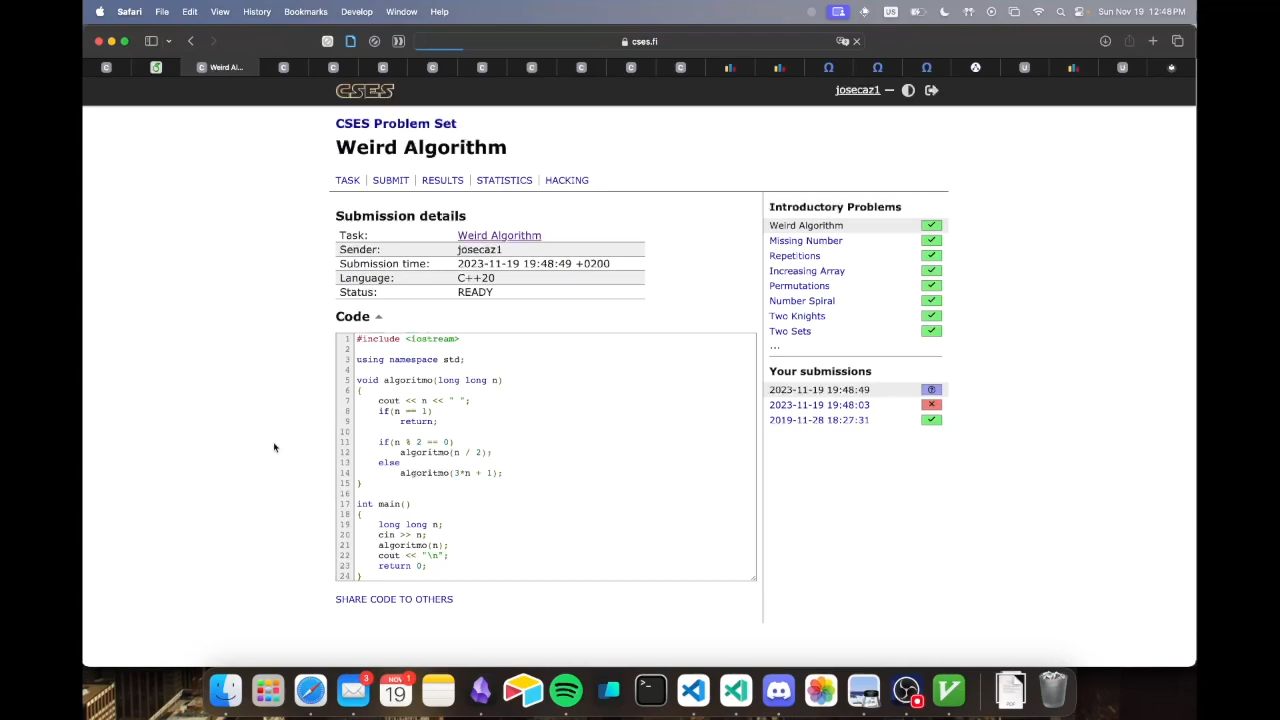 Safari File Edit View History Bookmarks Develop Window Help US Sun Nov 19 12:48 PM
cses.fi
Weird Al...
CSES josecaz1 —
CSES Problem Set
Weird Algorithm
TASK | SUBMIT | RESULTS | STATISTICS | HACKING
Submission details
Task: Weird Algorithm
Sender: josecaz1
Submission time: 2023-11-19 19:48:49 +0200
Language: C++20
Status: READY
Code
1 #include <iostream>
2
3 using namespace std;
4
5 void algoritmo(long long n)
6 {
7 cout << n << " ";
8 if(n == 1)
9 return;
10
11 if(n % 2 == 0)
12 algoritmo(n / 2);
13 else
14 algoritmo(3*n + 1);
15 }
16
17 int main()
18 {
19 long long n;
20 cin >> n;
21 algoritmo(n);
22 cout << "\n";
23 return 0;
24 }
SHARE CODE TO OTHERS
Introductory Problems
Weird Algorithm
Missing Number
Repetitions
Increasing Array
Permutations
Number Spiral
Two Knights
Two Sets
...
Your submissions
2023-11-19 19:48:49
2023-11-19 19:48:03
2019-11-28 18:27:31
3
NOV 1
19